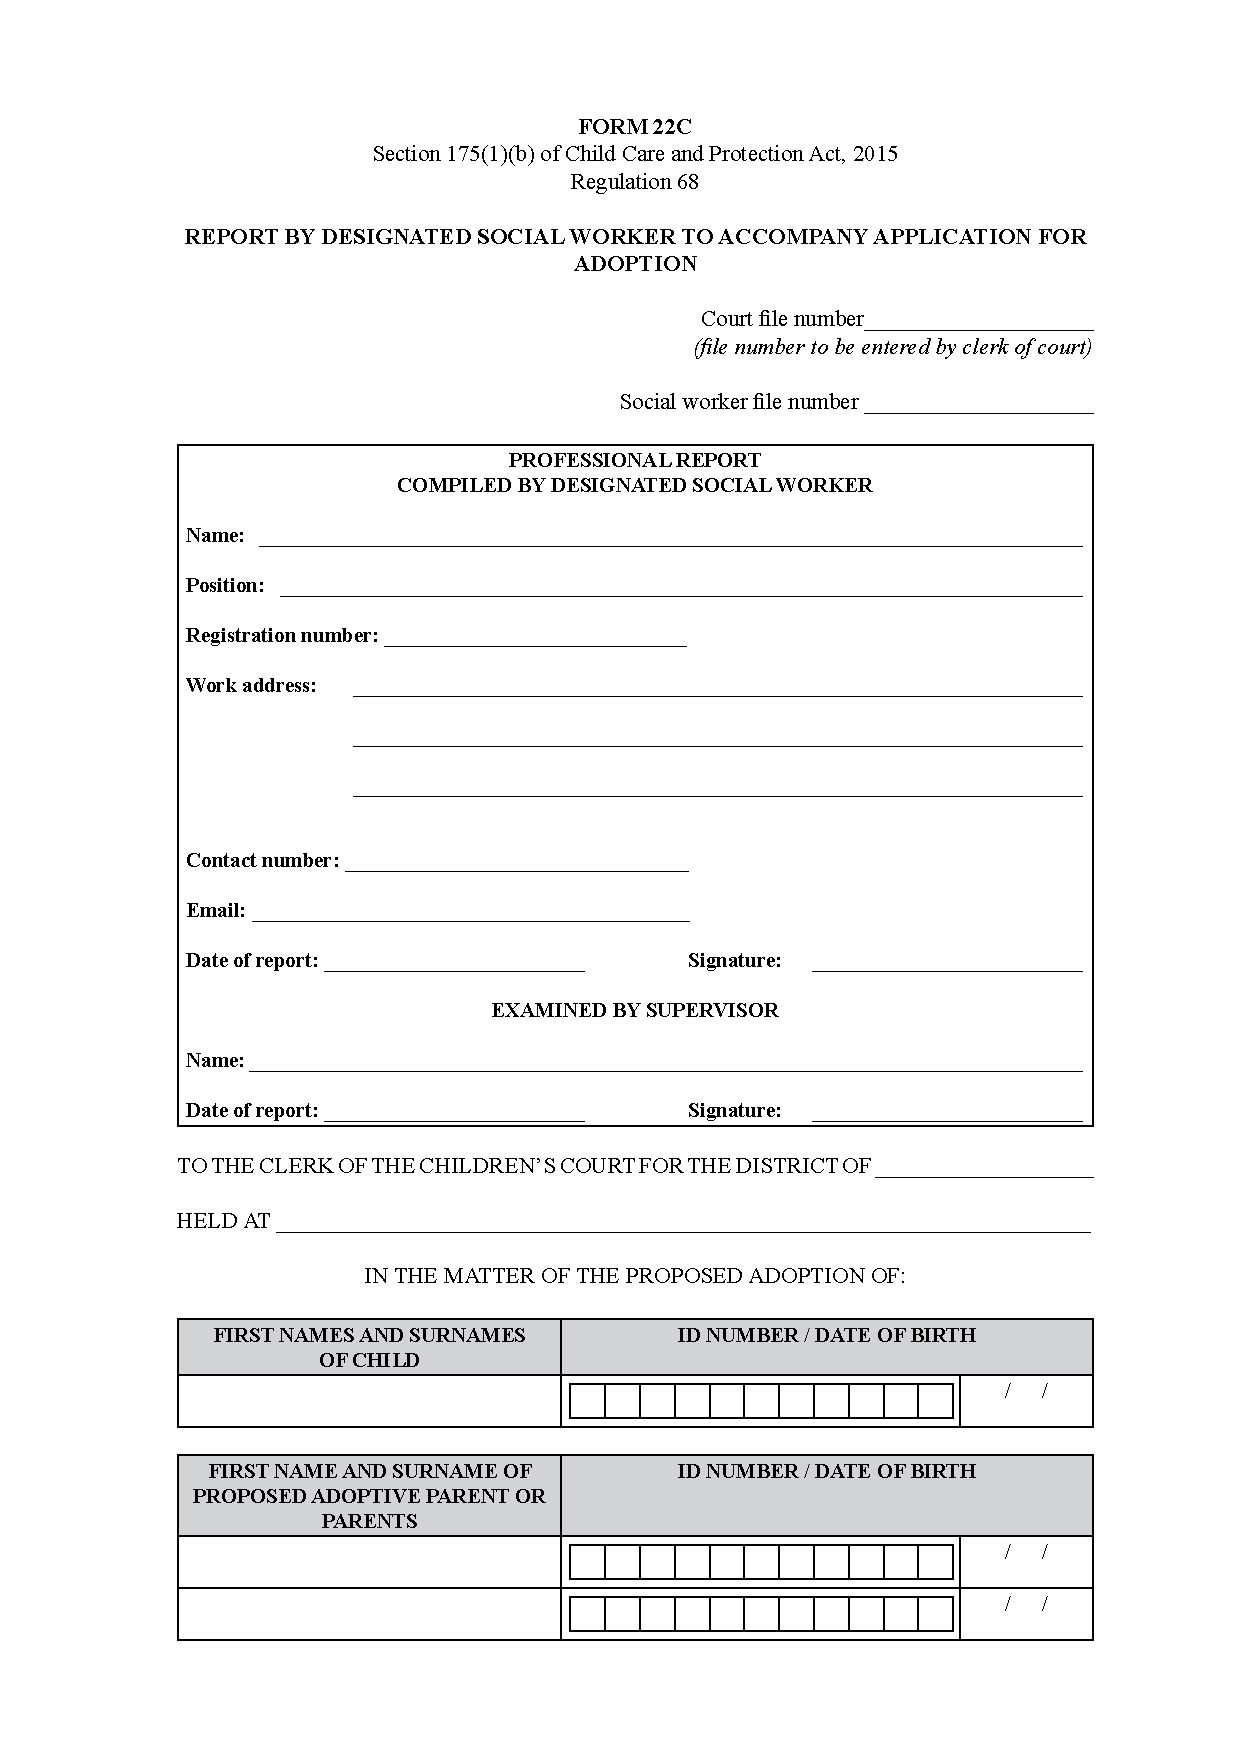 FORM 22C
Section 175(1)(b) of Child Care and Protection Act, 2015
Regulation 68
REPORT BY DESIGNATED SOCIAL WORKER TO ACCOMPANY APPLICATION FOR
ADOPTION
Court file number_____________________
(file number to be entered by clerk of court)
Social worker file number _____________________
PROFESSIONAL REPORT
COMPILED BY DESIGNATED SOCIAL WORKER
Name:
Position:
Registration number:
Work address:
Contact number:
Email:
Date of report: Signature:
EXAMINED BY SUPERVISOR
Name:
Date of report: Signature:
TO THE CLERK OF THE CHILDREN'S COURT FOR THE DISTRICT OF ____________________
HELD AT
IN THE MATTER OF THE PROPOSED ADOPTION OF:
FIRST NAMES AND SURNAMES
OF CHILD
ID NUMBER / DATE OF BIRTH
/ /
FIRST NAME AND SURNAME OF
PROPOSED ADOPTIVE PARENT OR
PARENTS
ID NUMBER / DATE OF BIRTH
/ /
/ /